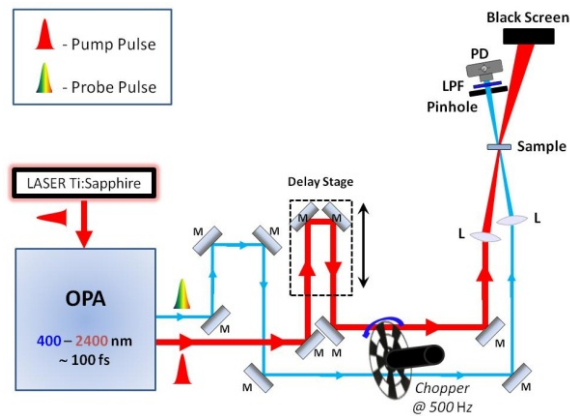 - Pump Pulse
- Probe Pulse
Black Screen
PD
LPF
Pinhole
Sample
LASER Ti:Sapphire
Delay Stage
M
M
M
M
L
L
OPA
400 – 2400 nm
~ 100 fs
M
M
M
M
M
M
Chopper
@ 500 Hz